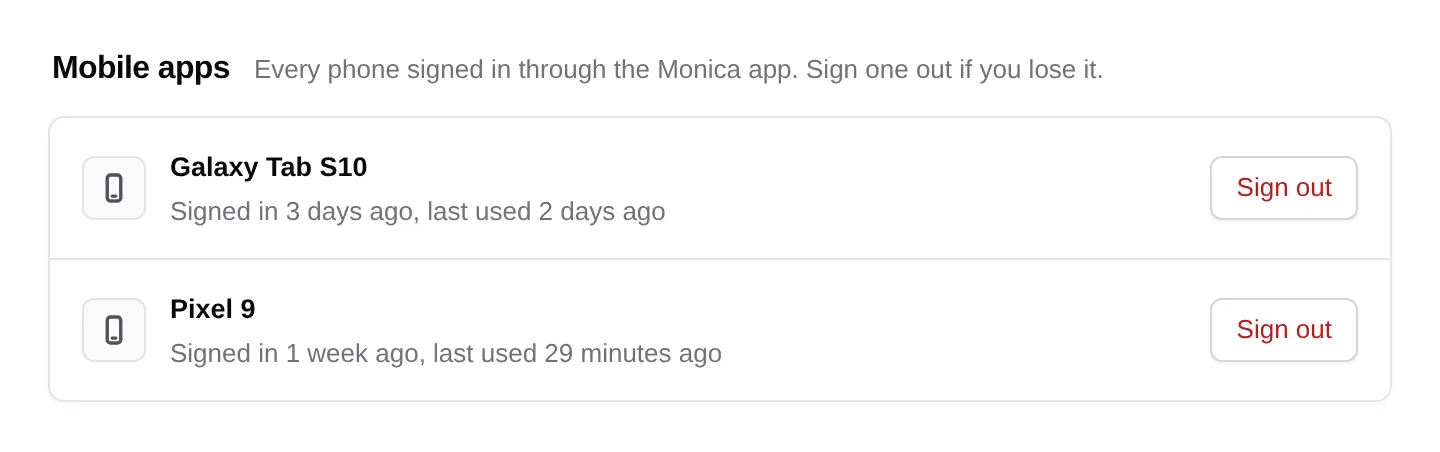 Mobile apps Every phone signed in through the Monica app. Sign one out if you lose it.
Galaxy Tab S10
Signed in 3 days ago, last used 2 days ago
Sign out
Pixel 9
Signed in 1 week ago, last used 29 minutes ago
Sign out